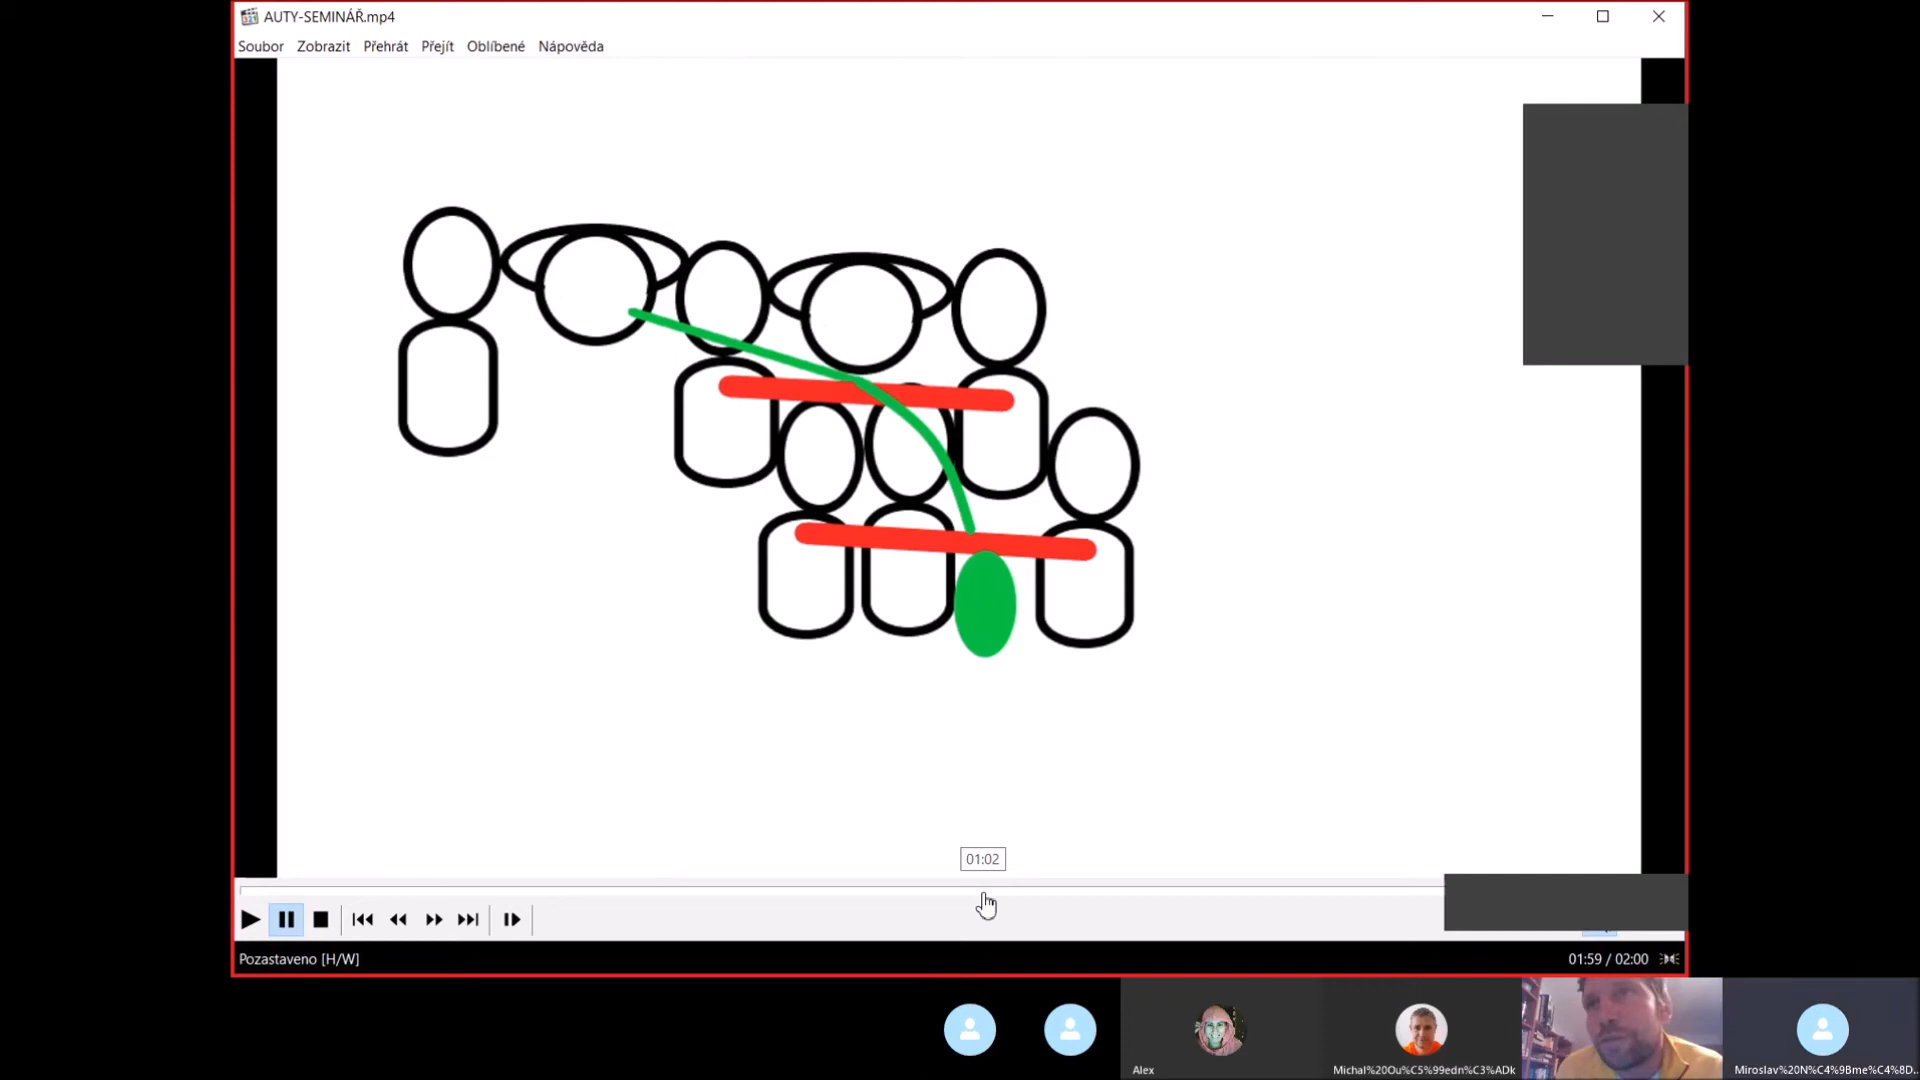 AUTY-SEMINÁŘ.mp4
Soubor Zobrazit Přehrát Přejít Oblíbené Nápověda
01:02
Pozastaveno [H/W]
01:59 / 02:00
Alex
Michal%20Ou%C5%99edn%C3%ADk
Miroslav%20N%C4%9Bme%C4%8D...